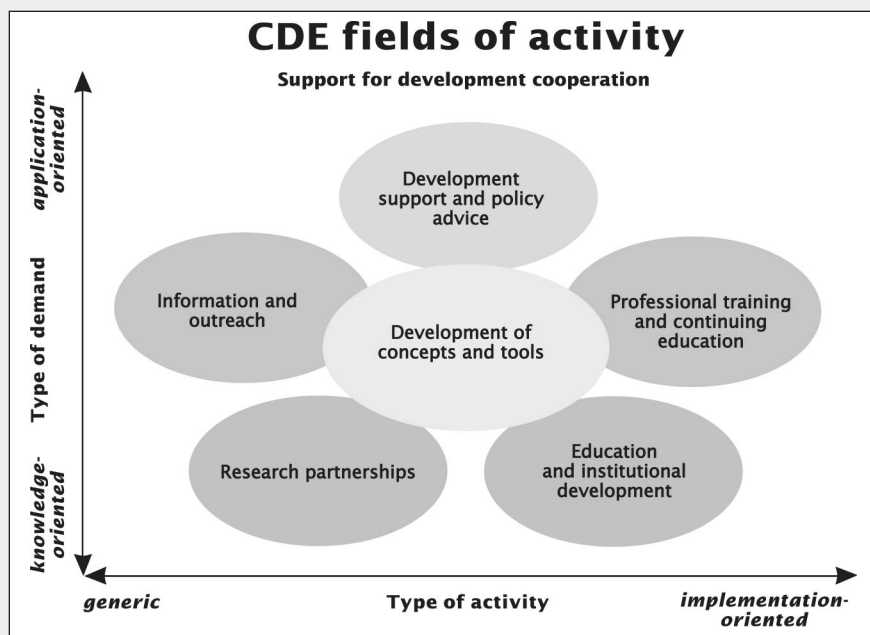 CDE fields of activity
Support for development cooperation
application-
oriented
Type of demand
knowledge-
oriented
Development
support and policy
advice
Information and
outreach
Professional training
and continuing
education
Development of
concepts and tools
Research partnerships
Education
and institutional
development
generic
Type of activity
implementation-
oriented